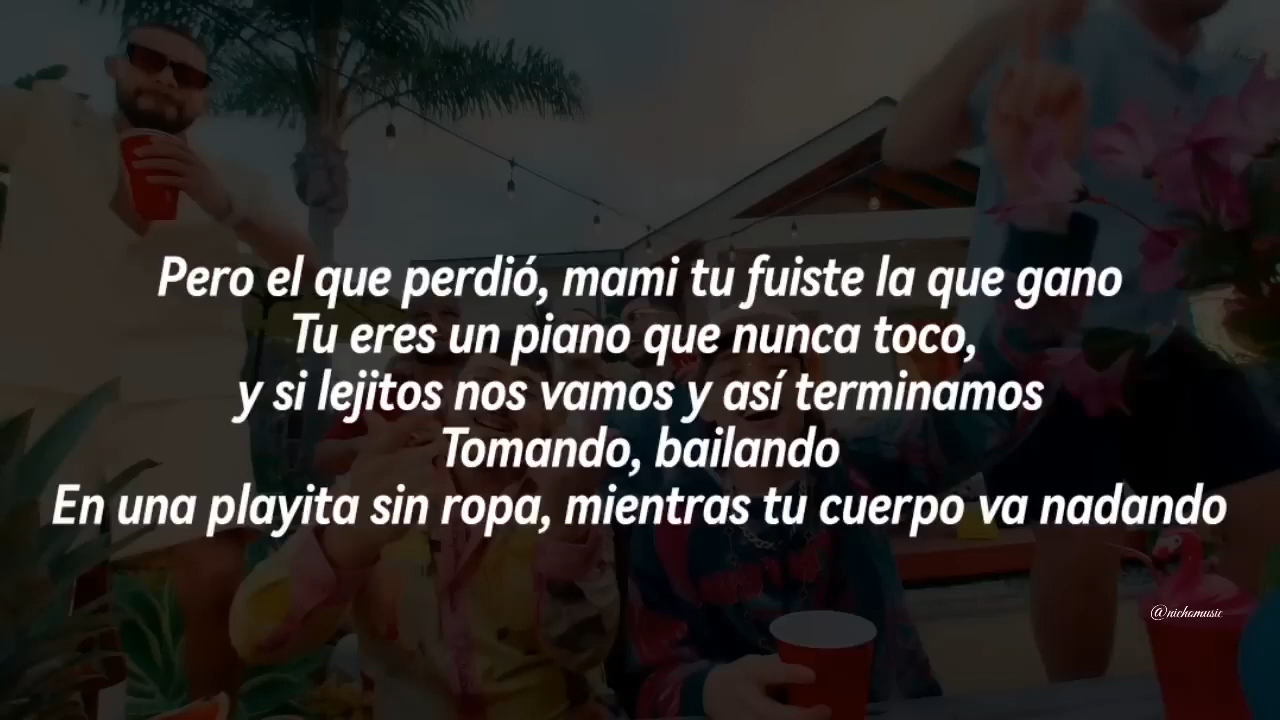 Pero el que perdió, mami tu fuiste la que gano
Tu eres un piano que nunca toco,
y si lejitos nos vamos y así terminamos
Tomando, bailando
En una playita sin ropa, mientras tu cuerpo va nadando
@nickomusic